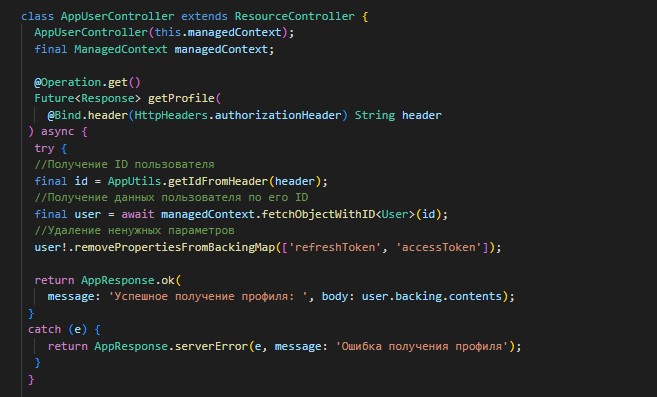 class AppUserController extends ResourceController {
AppUserController(this.managedContext);
final ManagedContext managedContext;
@Operation.get()
Future<Response> getProfile(
@Bind.header(HttpHeaders.authorizationHeader) String header
) async {
try {
//Получение ID пользователя
final id = AppUtils.getIdFromHeader(header);
//Получение данных пользователя по его ID
final user = await managedContext.fetchObjectWithID<User>(id);
//Удаление ненужных параметров
user!.removePropertiesFromBackingMap(['refreshToken', 'accessToken']);
return AppResponse.ok(
message: 'Успешное получение профиля: ', body: user.backing.contents);
}
catch (e) {
return AppResponse.serverError(e, message: 'Ошибка получения профиля');
}
}